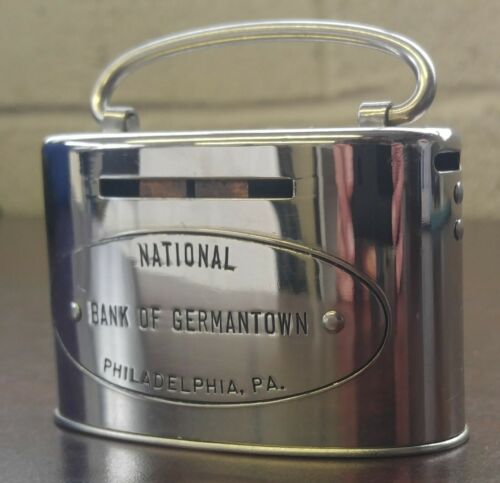 NATIONAL
BANK OF GERMANTOWN
PHILADELPHIA, PA.